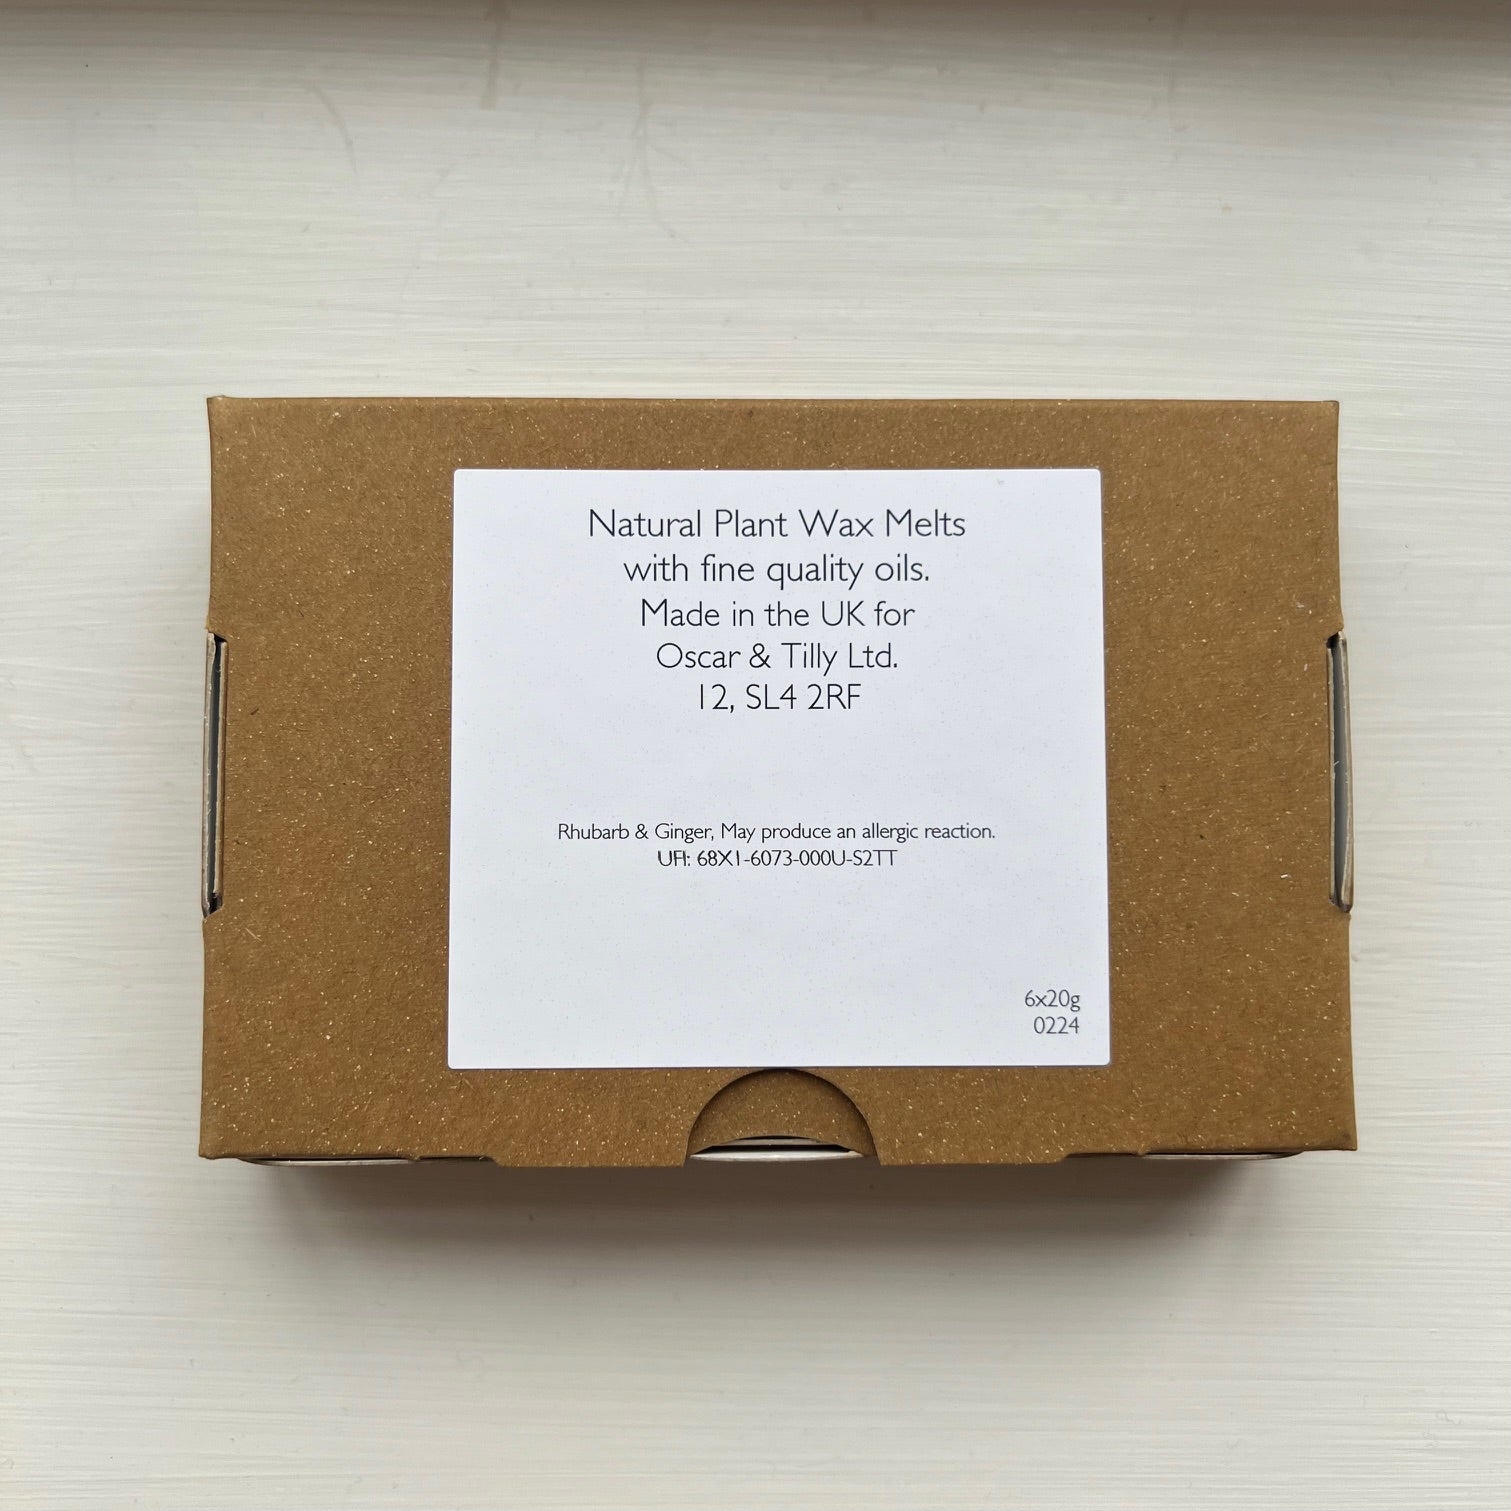 Natural Plant Wax Melts
with fine quality oils.
Made in the UK for
Oscar & Tilly Ltd.
12, SL4 2RF
Rhubarb & Ginger, May produce an allergic reaction.
UFI: 68X1-6073-000U-S2TT
6x20g
0224